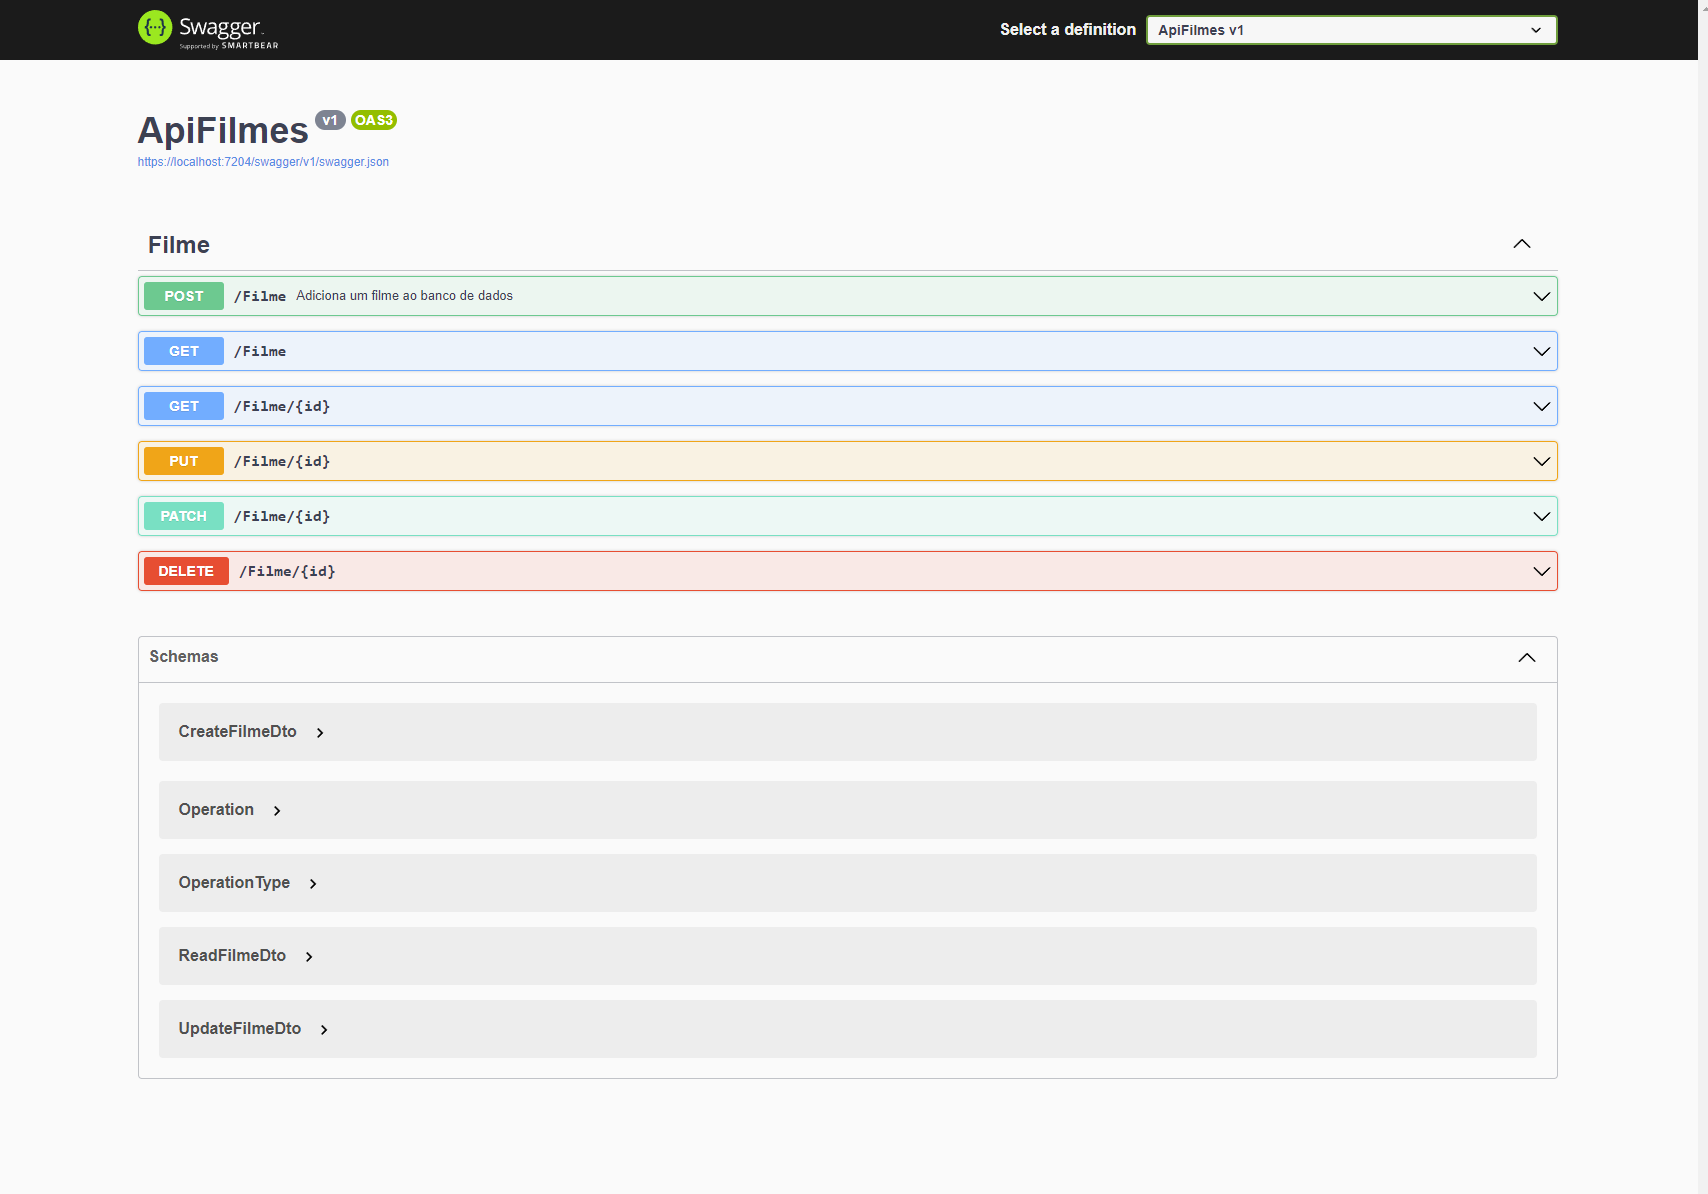 {···} Swagger.
Supported by SMARTBEAR
Select a definition
ApiFilmes v1
ApiFilmes v1 OAS3
https://localhost:7204/swagger/v1/swagger.json
Filme
POST /Filme Adiciona um filme ao banco de dados
GET /Filme
GET /Filme/{id}
PUT /Filme/{id}
PATCH /Filme/{id}
DELETE /Filme/{id}
Schemas
CreateFilmeDto
Operation
OperationType
ReadFilmeDto
UpdateFilmeDto